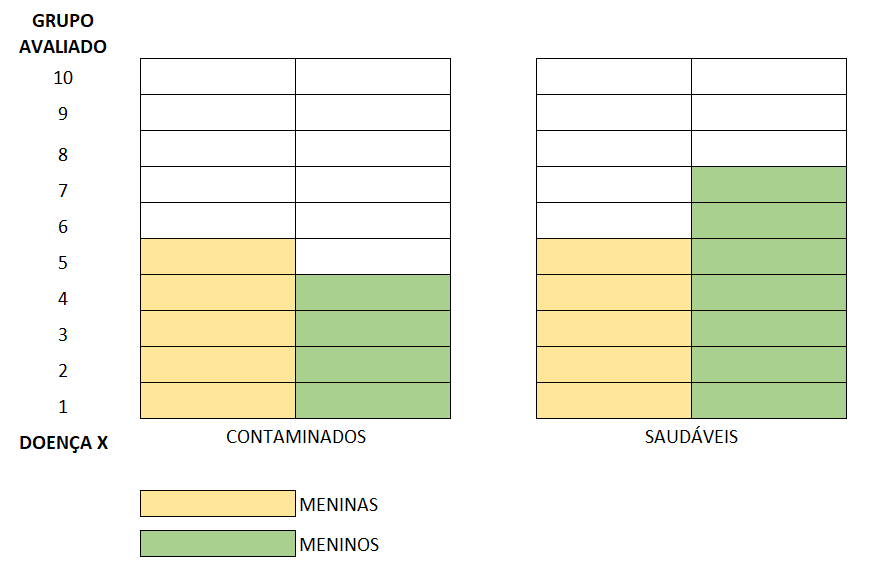 GRUPO
AVALIADO
10
9
8
7
6
5
4
3
2
1
DOENÇA X
CONTAMINADOS
SAUDÁVEIS
MENINAS
MENINOS